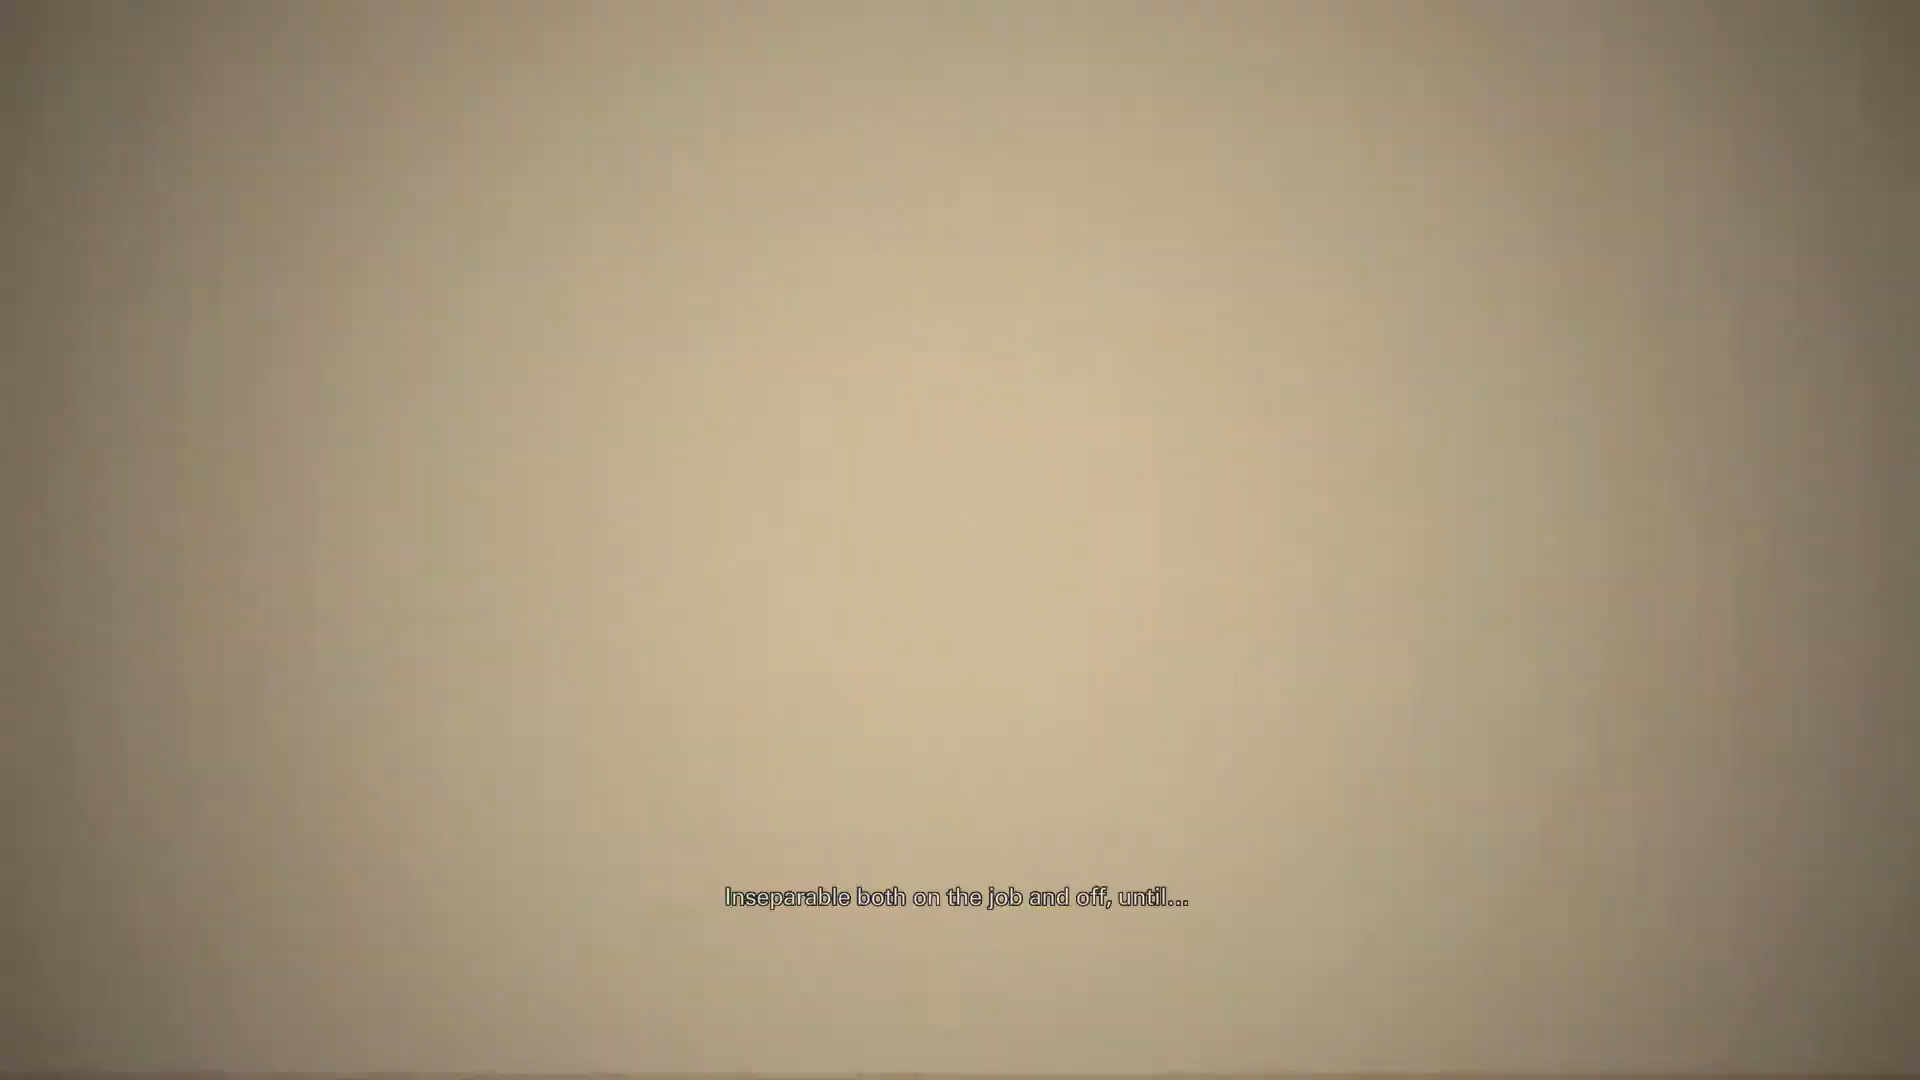 Inseparable both on the job and off, until...